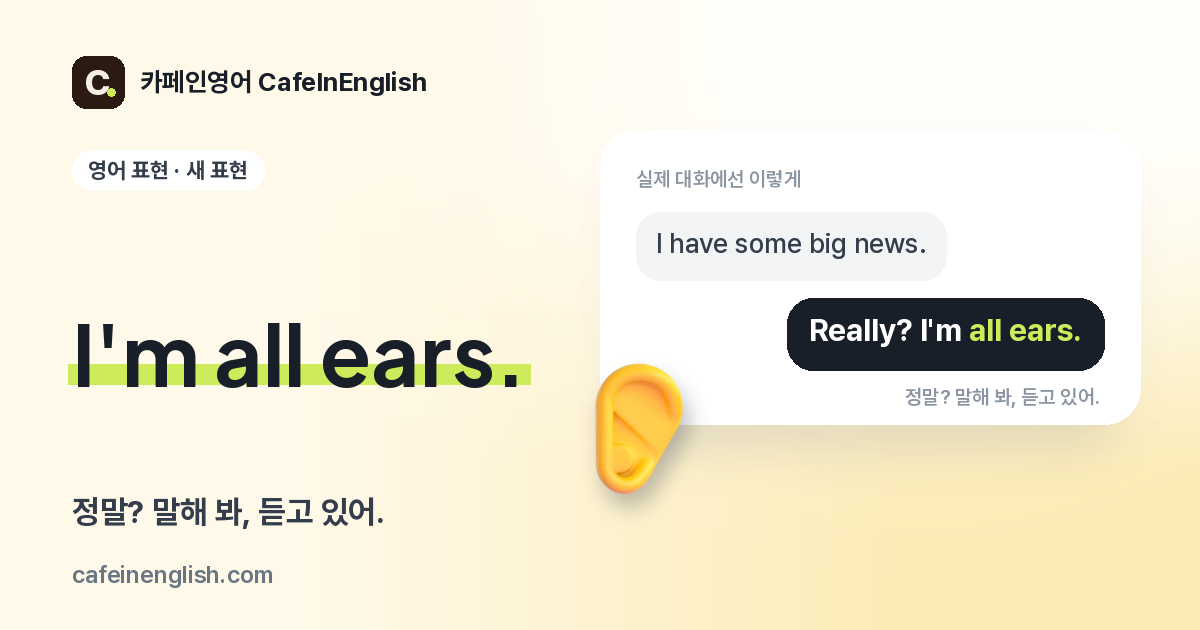 C
카페인영어 CafeInEnglish
영어 표현 · 새 표현
I'm all ears.
정말? 말해 봐, 듣고 있어.
cafeinenglish.com
실제 대화에선 이렇게
I have some big news.
Really? I'm all ears.
정말? 말해 봐, 듣고 있어.